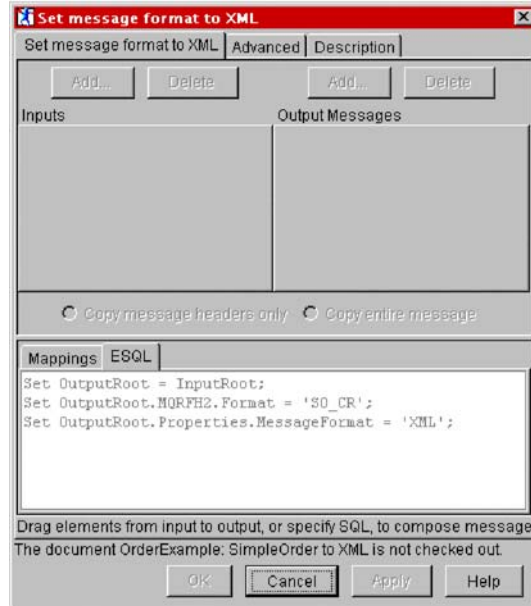 Set message format to XML
Set message format to XML Advanced Description
Add... Delete Add... Delete
Inputs Output Messages
Copy message headers only Copy entire message
Mappings ESQL
Set OutputRoot = InputRoot;
Set OutputRoot.MQRFH2.Format = 'SO_CR';
Set OutputRoot.Properties.MessageFormat = 'XML';
Drag elements from input to output, or specify SQL, to compose message
The document OrderExample: SimpleOrder to XML is not checked out.
OK Cancel Apply Help